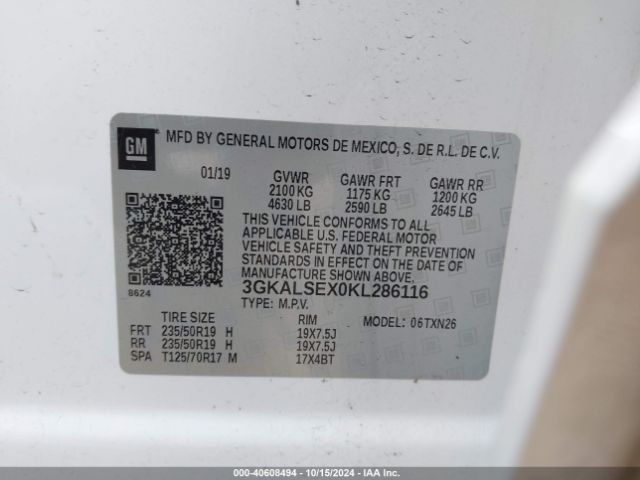 GM
MFD BY GENERAL MOTORS DE MEXICO, S. DE R.L. DE C.V.
01/19 GVWR GAWR FRT GAWR RR
2100 KG 1175 KG 1200 KG
4630 LB 2590 LB 2645 LB
THIS VEHICLE CONFORMS TO ALL
APPLICABLE U.S. FEDERAL MOTOR
VEHICLE SAFETY AND THEFT PREVENTION
STANDARDS IN EFFECT ON THE DATE OF
MANUFACTURE SHOWN ABOVE.
8624 3GKALSEX0KL286116
TYPE: M.P.V.
TIRE SIZE RIM MODEL: 06TXN26
FRT 235/50R19 H 19X7.5J
RR 235/50R19 H 19X7.5J
SPA T125/70R17 M 17X4BT
000-40608494 - 10/15/2024 - IAA Inc.